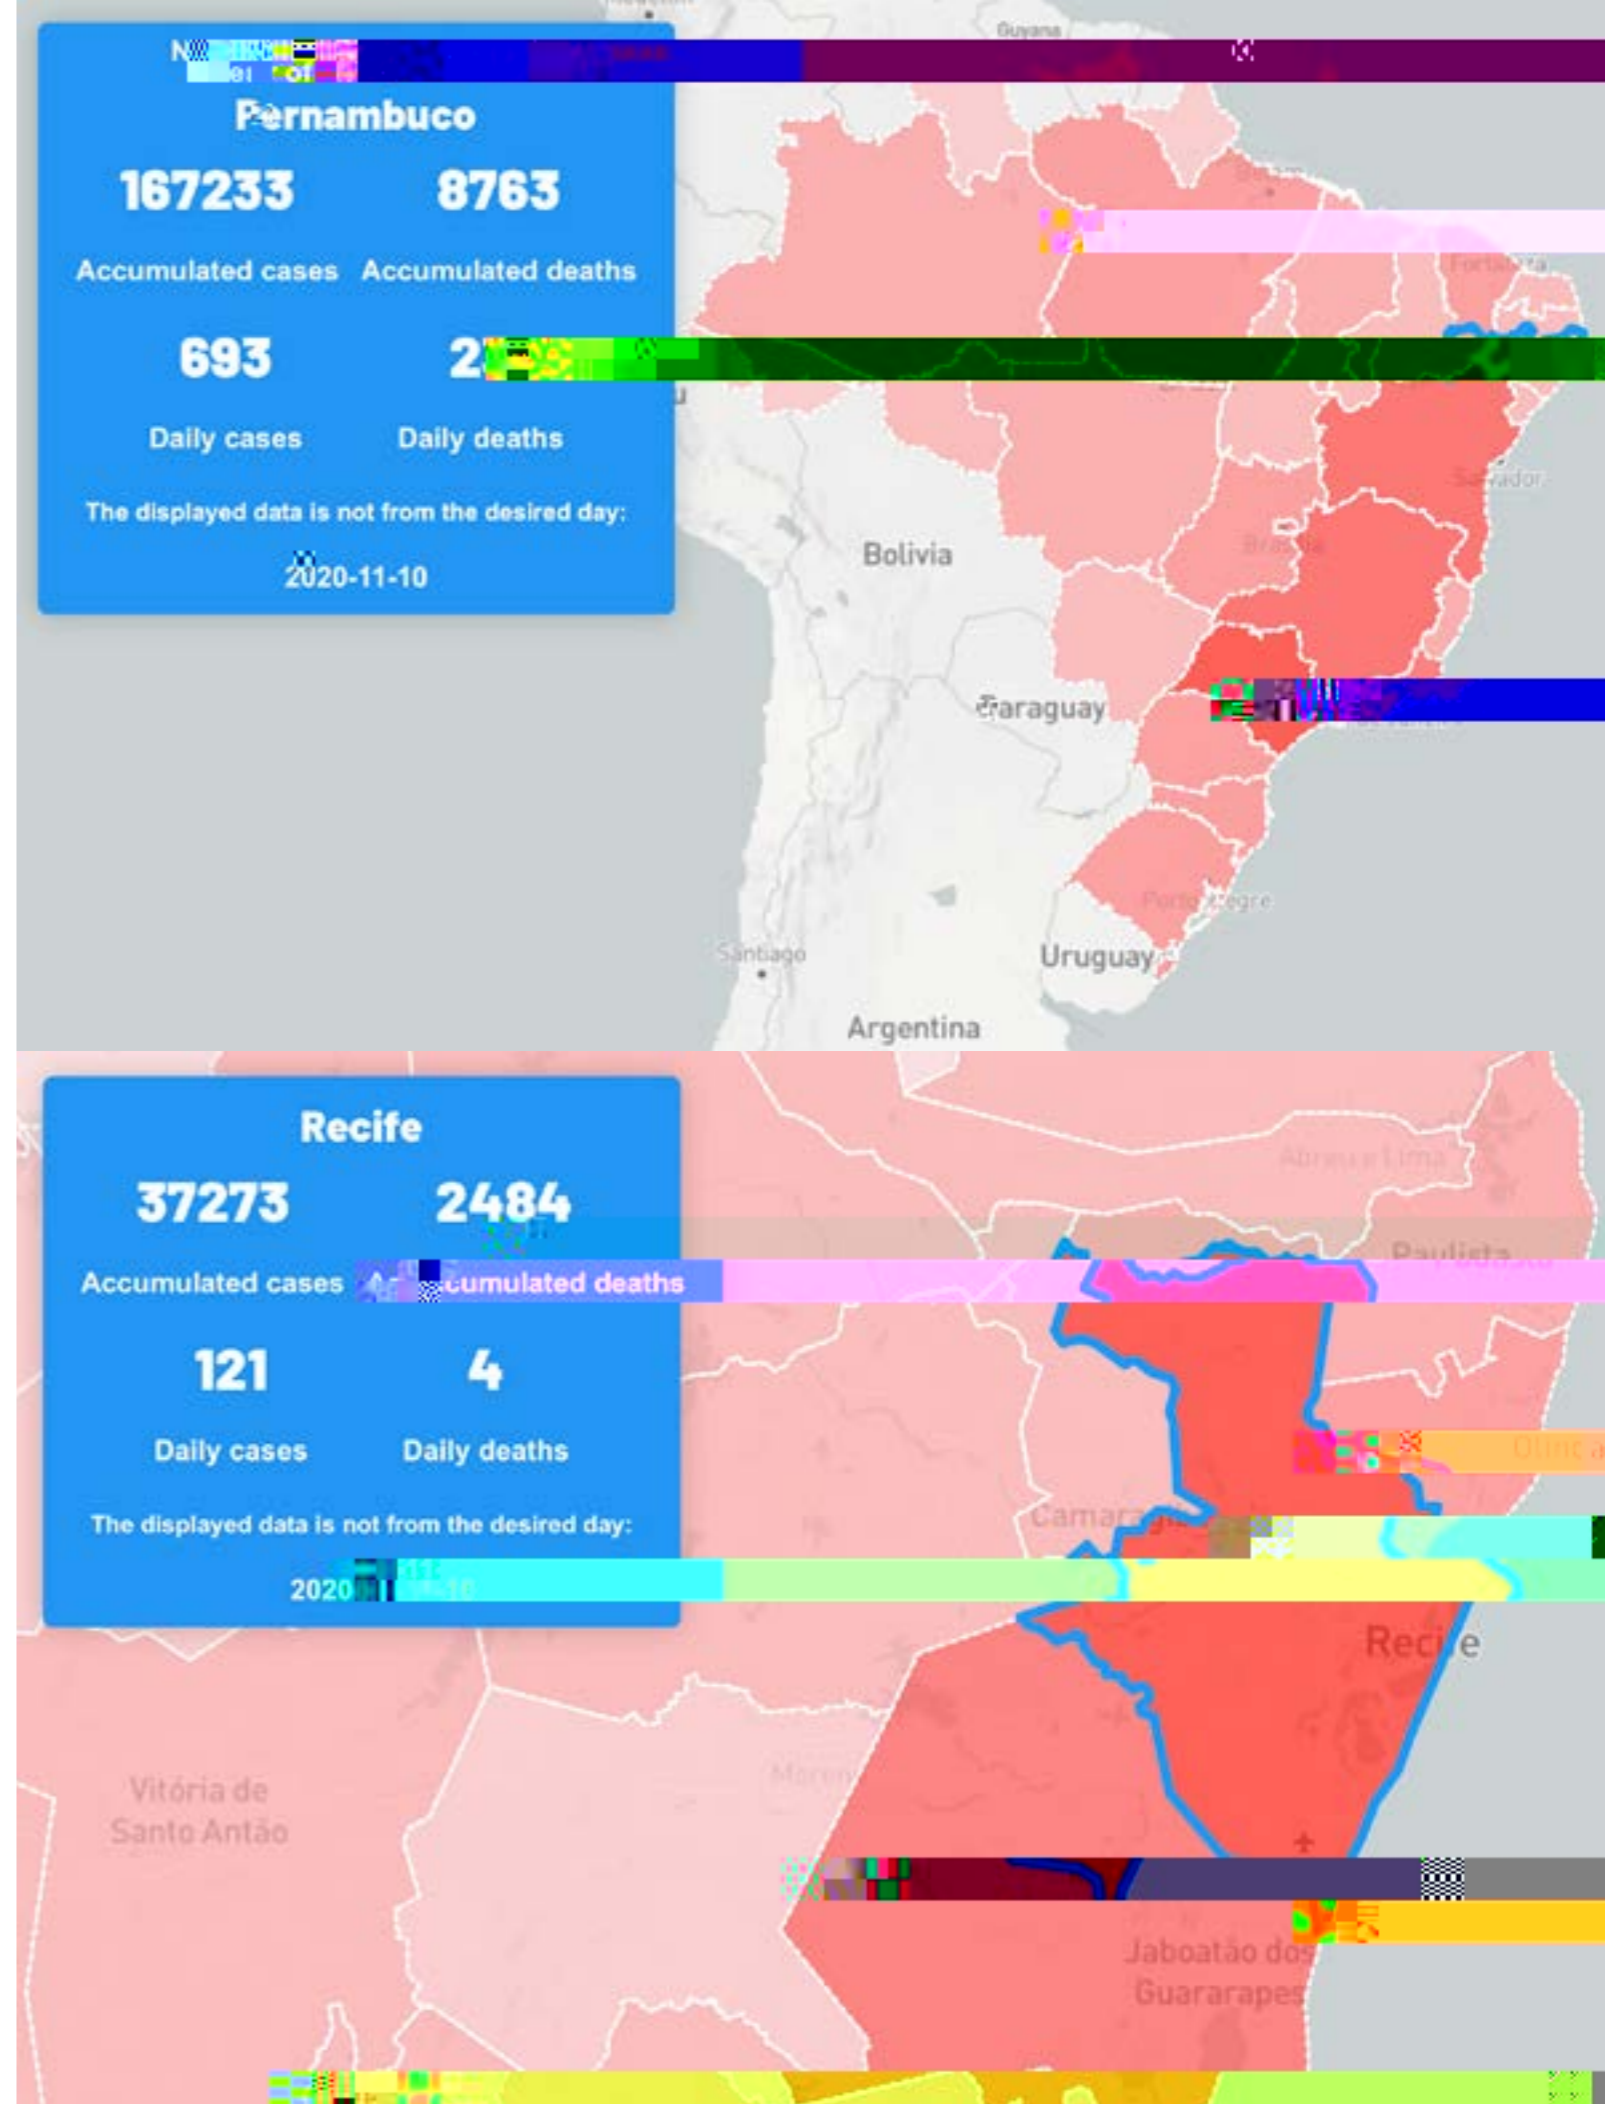 Guyana
Pernambuco
167233 8763
Accumulated cases Accumulated deaths
693
Daily cases Daily deaths
The displayed data is not from the desired day:
2020-11-10
Fortaleza
Salvador
Bolivia
Brasília
Paraguay
Porto Alegre
Santiago
Uruguay
Argentina
Recife
37273 2484
Accumulated cases Accumulated deaths
121 4
Daily cases Daily deaths
The displayed data is not from the desired day:
Abreu e Lima
Paulista
Recife
Vitória de
Santo Antão
Jaboatão dos
Guararapes